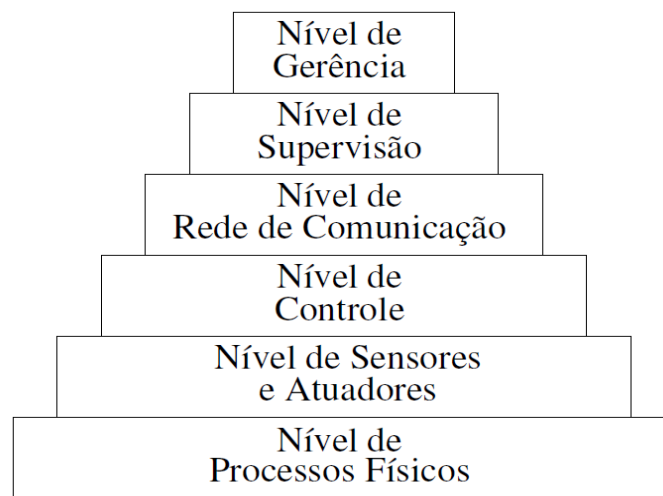 Nível de
Gerência
Nível de
Supervisão
Nível de
Rede de Comunicação
Nível de
Controle
Nível de Sensores
e Atuadores
Nível de
Processos Físicos